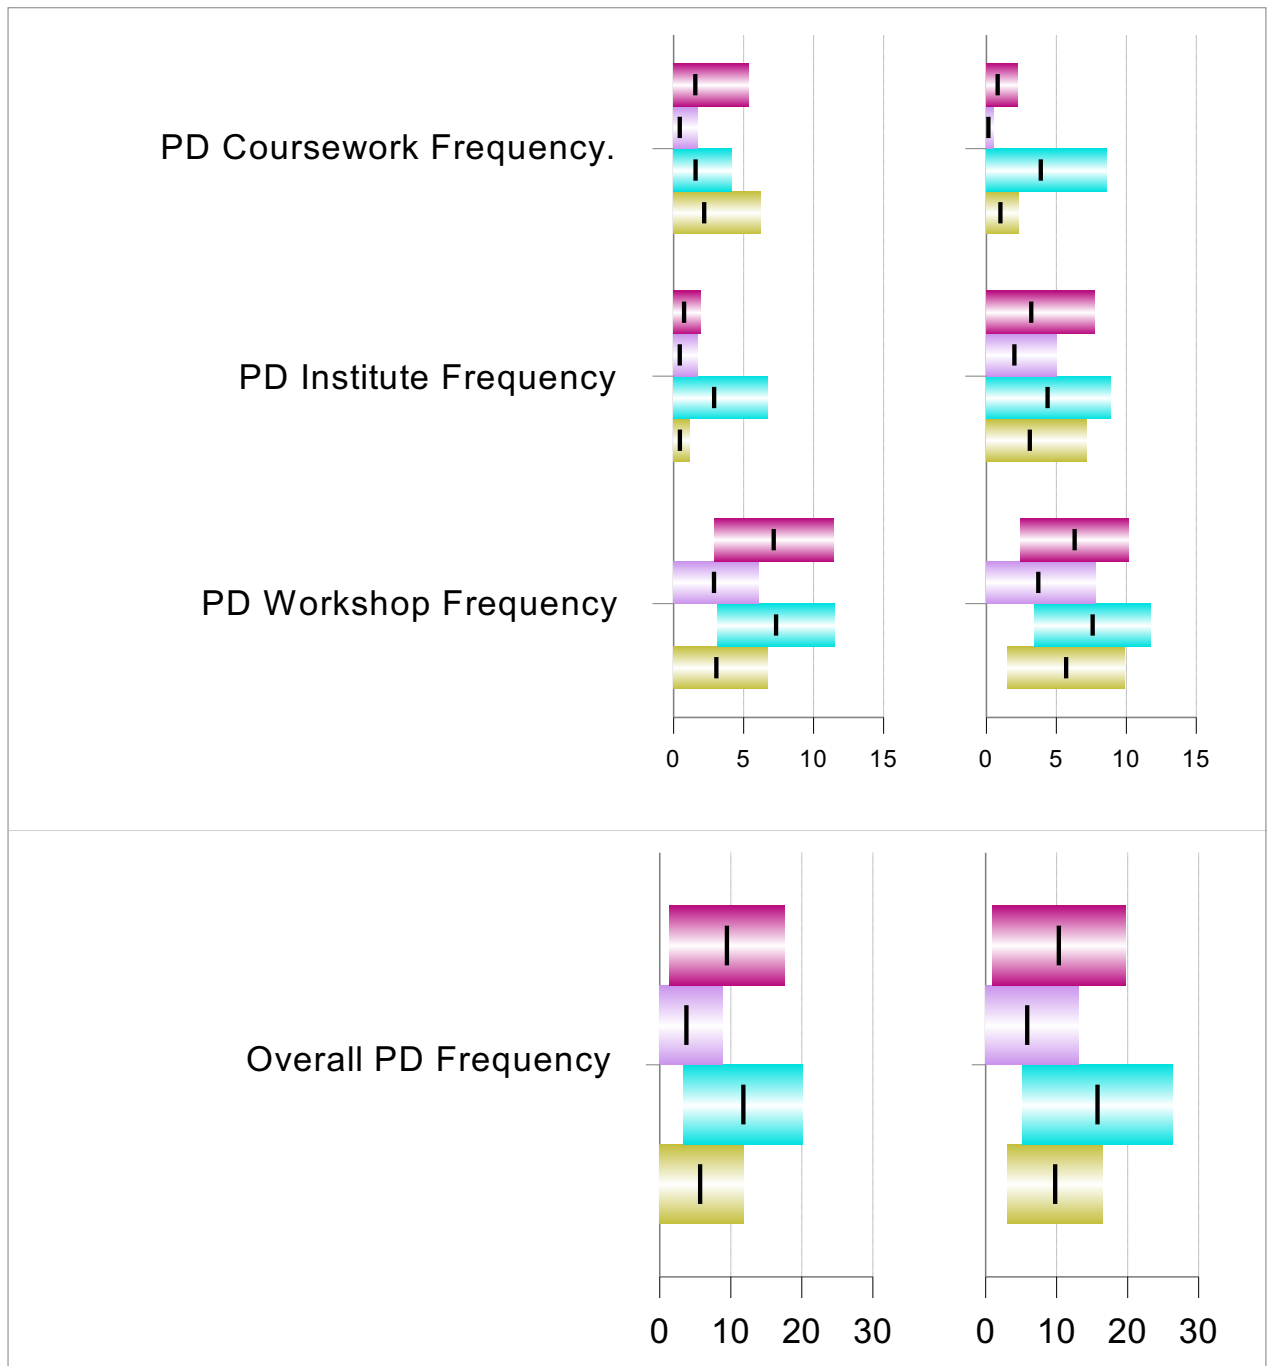 PD Coursework Frequency.
PD Institute Frequency
PD Workshop Frequency
0 5 10 15 0 5 10 15
Overall PD Frequency
0 10 20 30 0 10 20 30